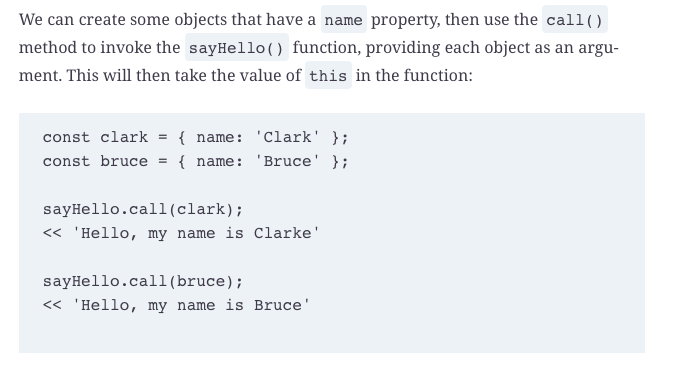 We can create some objects that have a name property, then use the call()
method to invoke the sayHello() function, providing each object as an argu-
ment. This will then take the value of this in the function:
const clark = { name: 'Clark' };
const bruce = { name: 'Bruce' };
sayHello.call(clark);
<< 'Hello, my name is Clarke'
sayHello.call(bruce);
<< 'Hello, my name is Bruce'